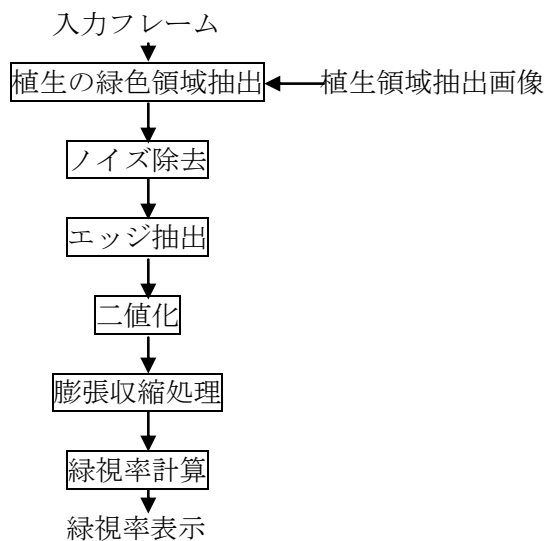 入力フレーム
植生の緑色領域抽出
植生領域抽出画像
ノイズ除去
エッジ抽出
二値化
膨張収縮処理
緑視率計算
緑視率表示